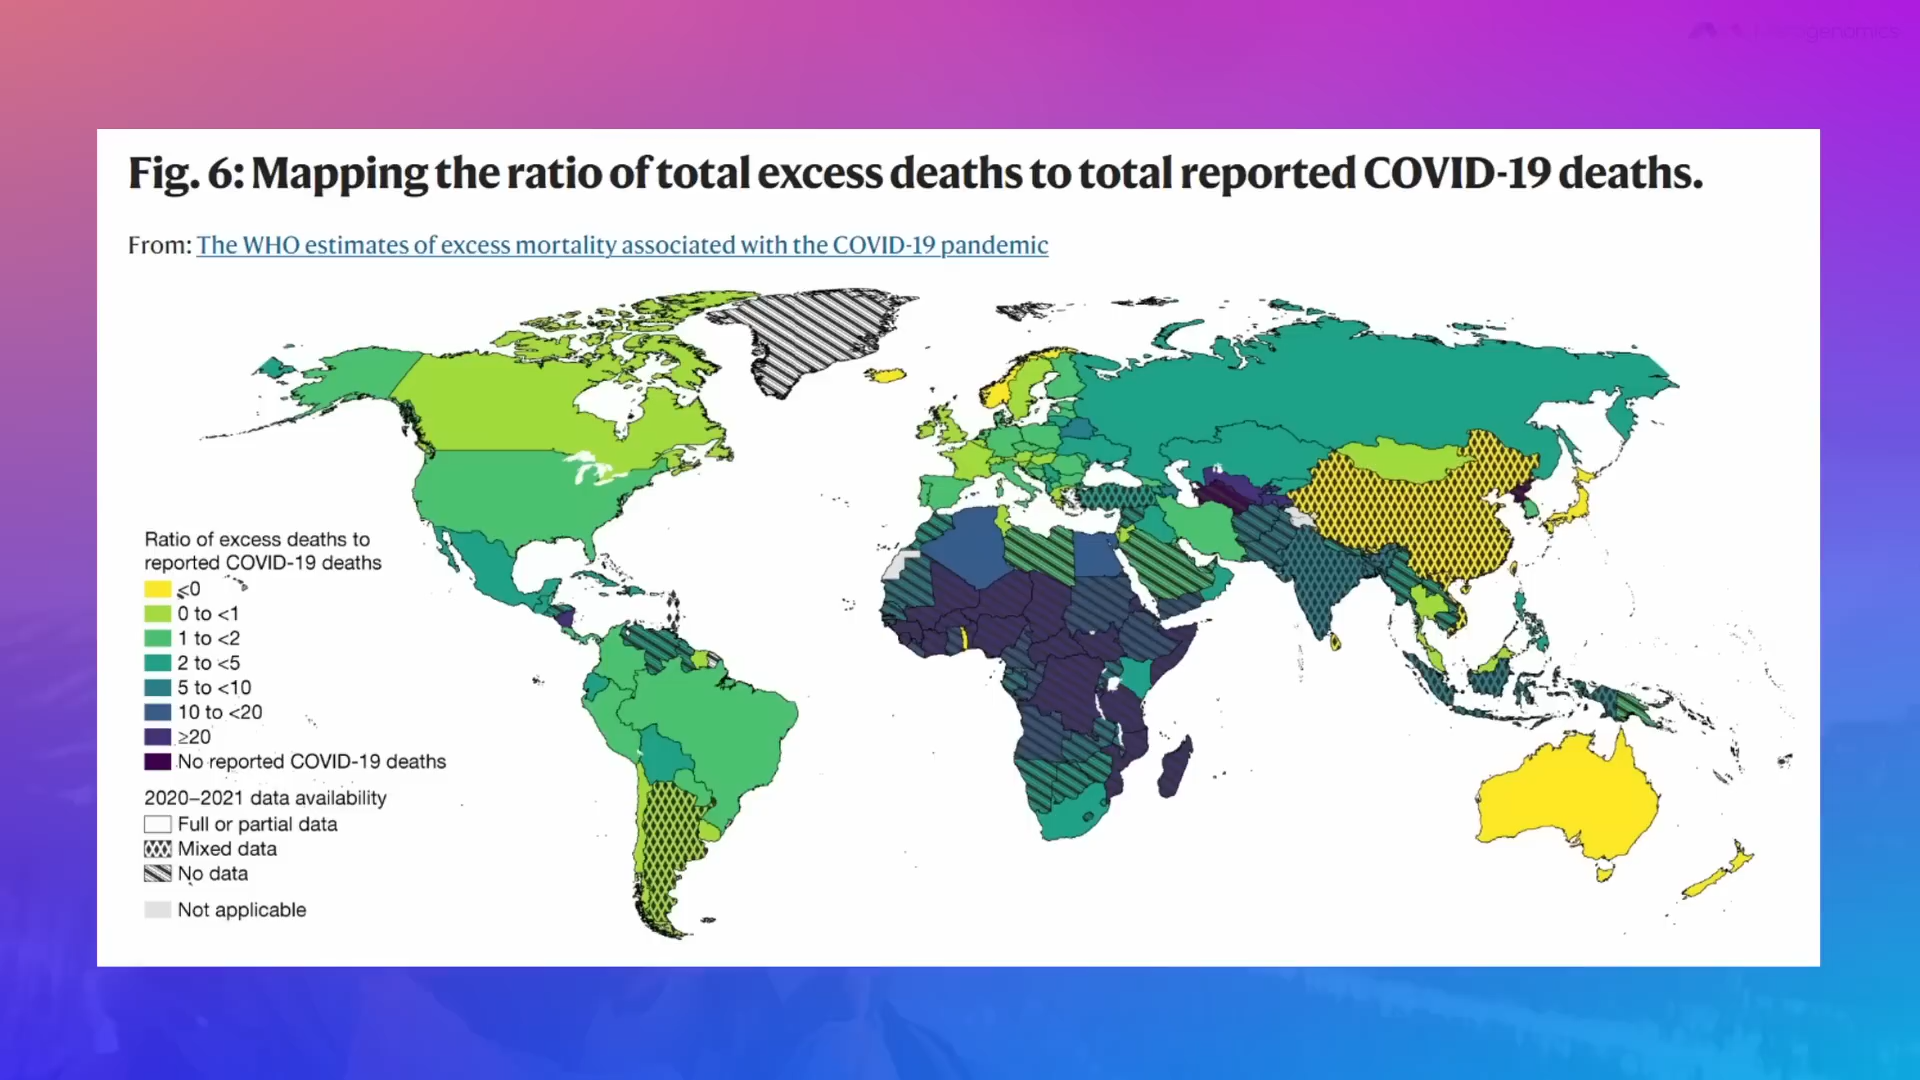 Fig. 6: Mapping the ratio of total excess deaths to total reported COVID-19 deaths.
From: The WHO estimates of excess mortality associated with the COVID-19 pandemic
Ratio of excess deaths to
reported COVID-19 deaths
<0
0 to <1
1 to <2
2 to <5
5 to <10
10 to <20
≥20
No reported COVID-19 deaths
2020–2021 data availability
Full or partial data
Mixed data
No data
Not applicable